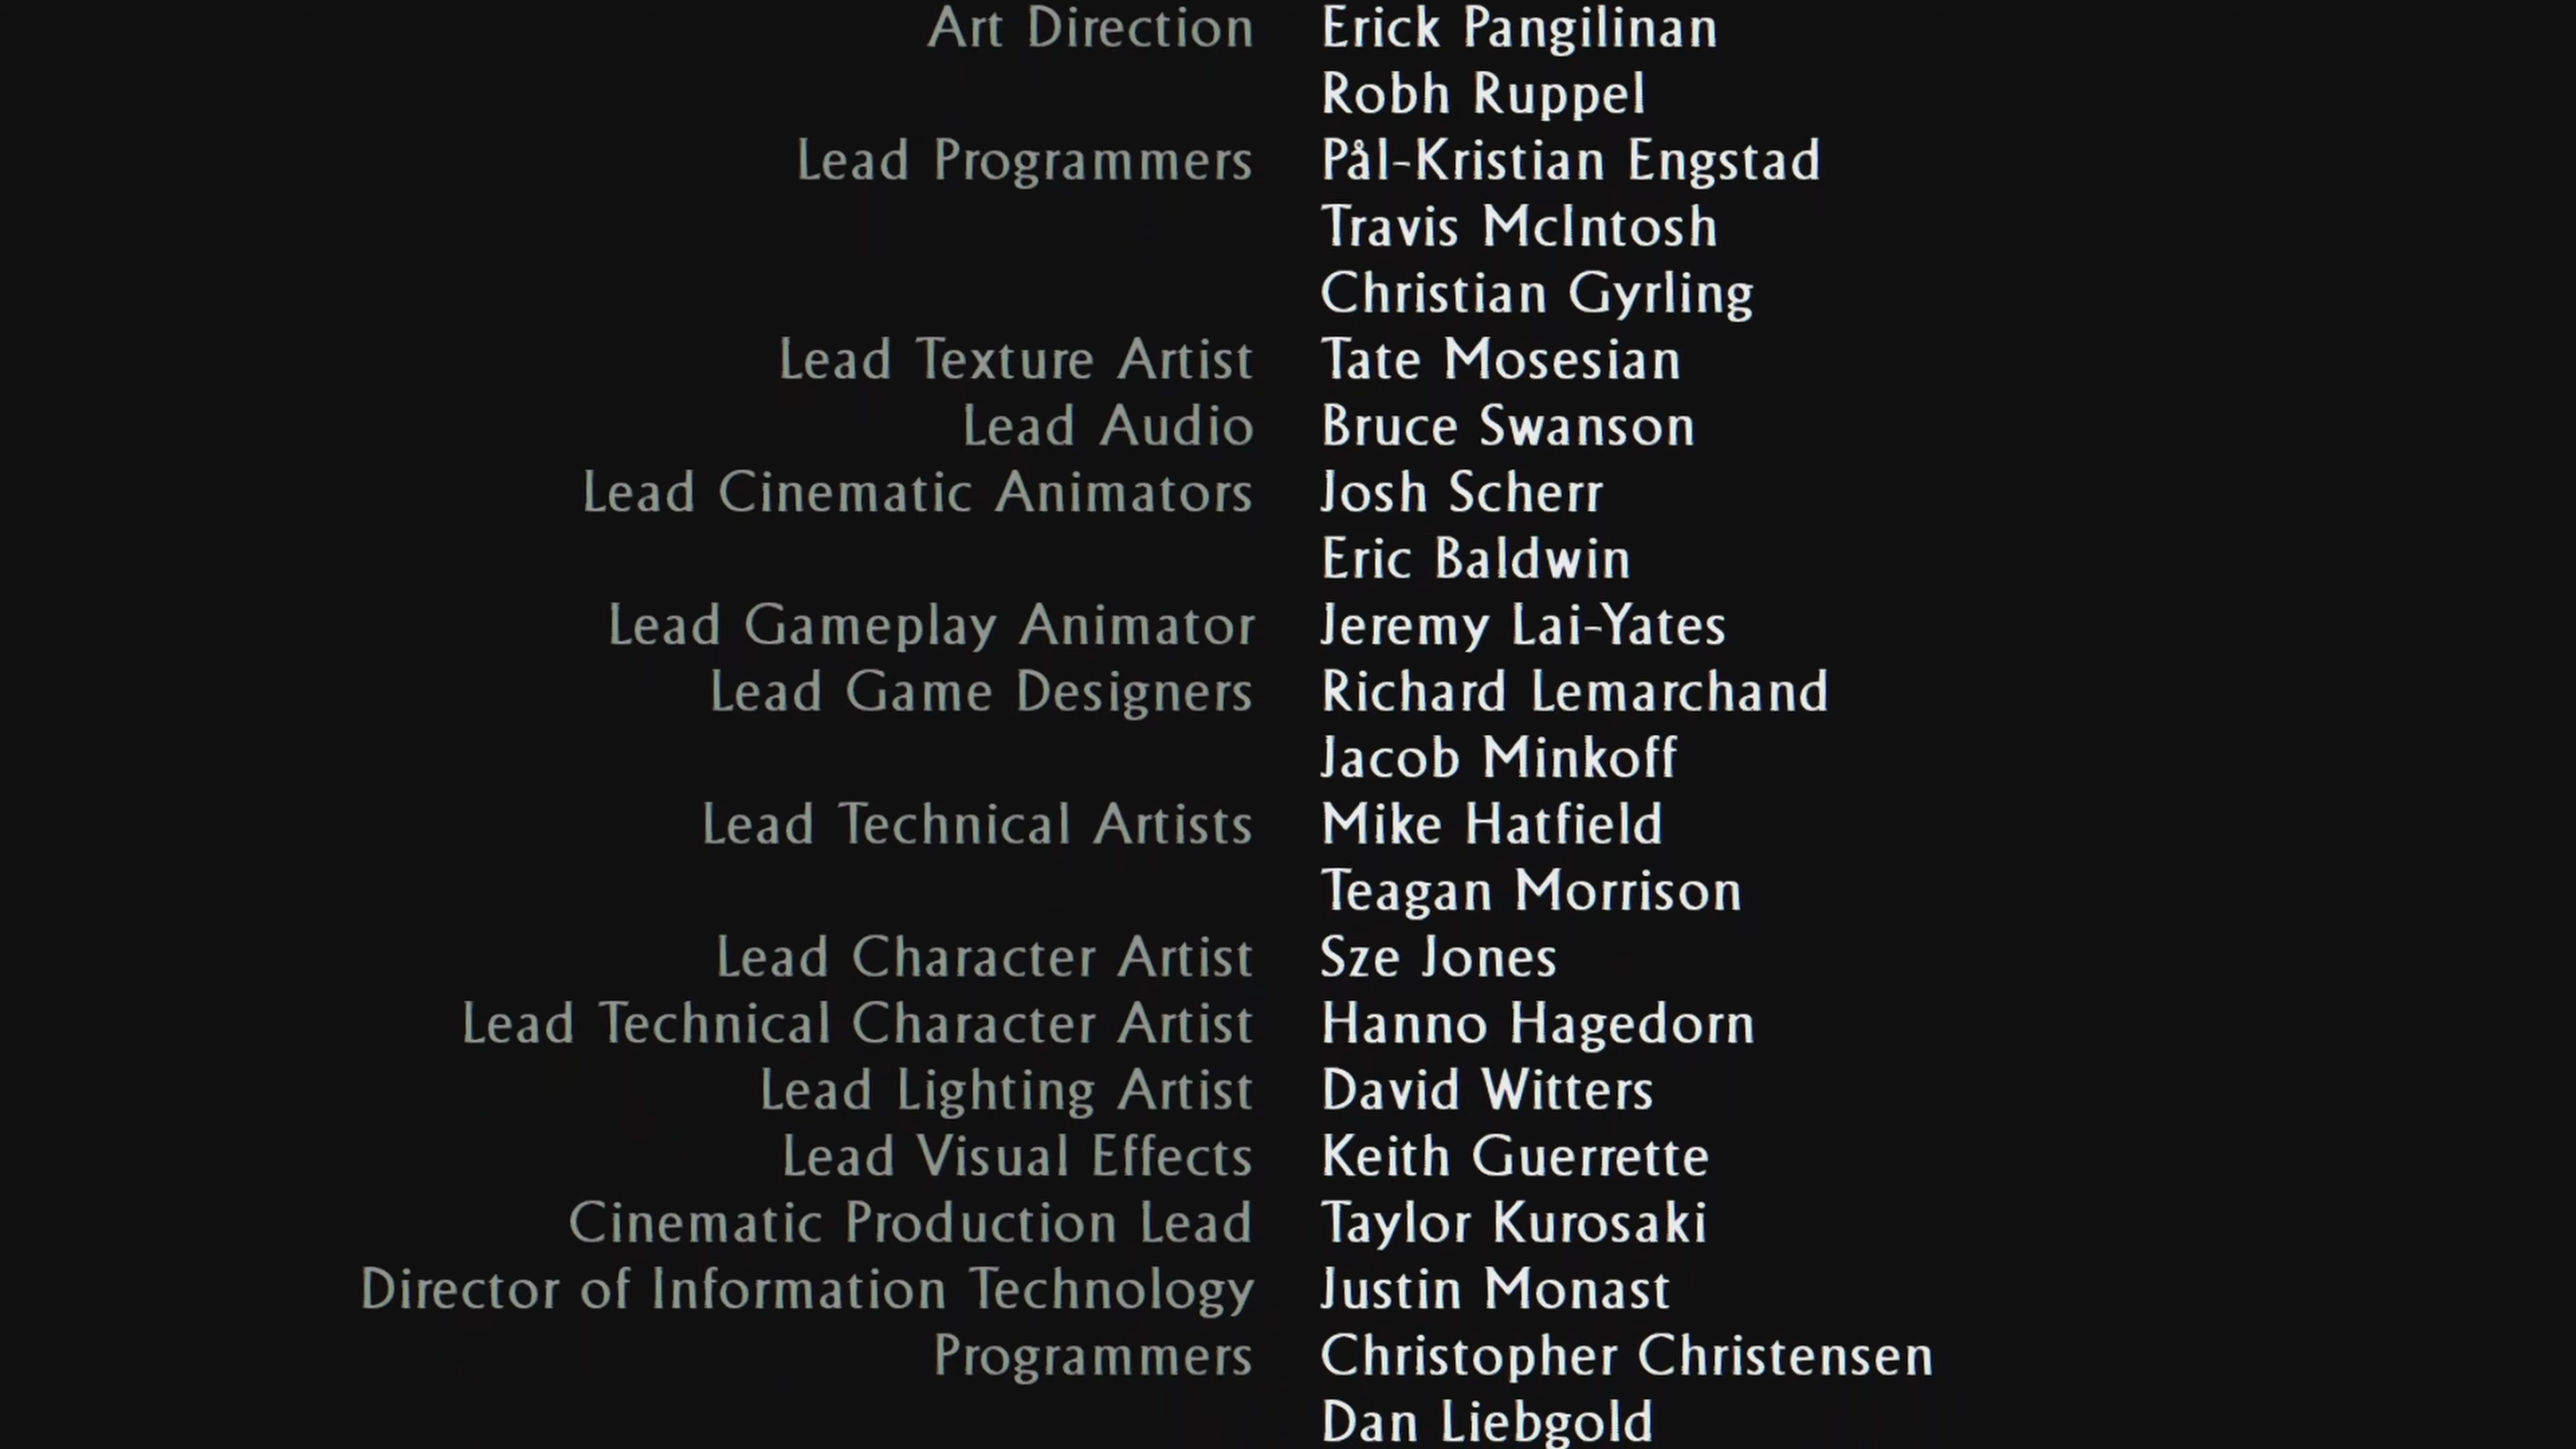 Art Direction Erick Pangilinan
Robh Ruppel
Lead Programmers Pål-Kristian Engstad
Travis McIntosh
Christian Gyrling
Lead Texture Artist Tate Mosesian
Lead Audio Bruce Swanson
Lead Cinematic Animators Josh Scherr
Eric Baldwin
Lead Gameplay Animator Jeremy Lai-Yates
Lead Game Designers Richard Lemarchand
Jacob Minkoff
Lead Technical Artists Mike Hatfield
Teagan Morrison
Lead Character Artist Sze Jones
Lead Technical Character Artist Hanno Hagedorn
Lead Lighting Artist David Witters
Lead Visual Effects Keith Guerrette
Cinematic Production Lead Taylor Kurosaki
Director of Information Technology Justin Monast
Programmers Christopher Christensen
Dan Liebgold